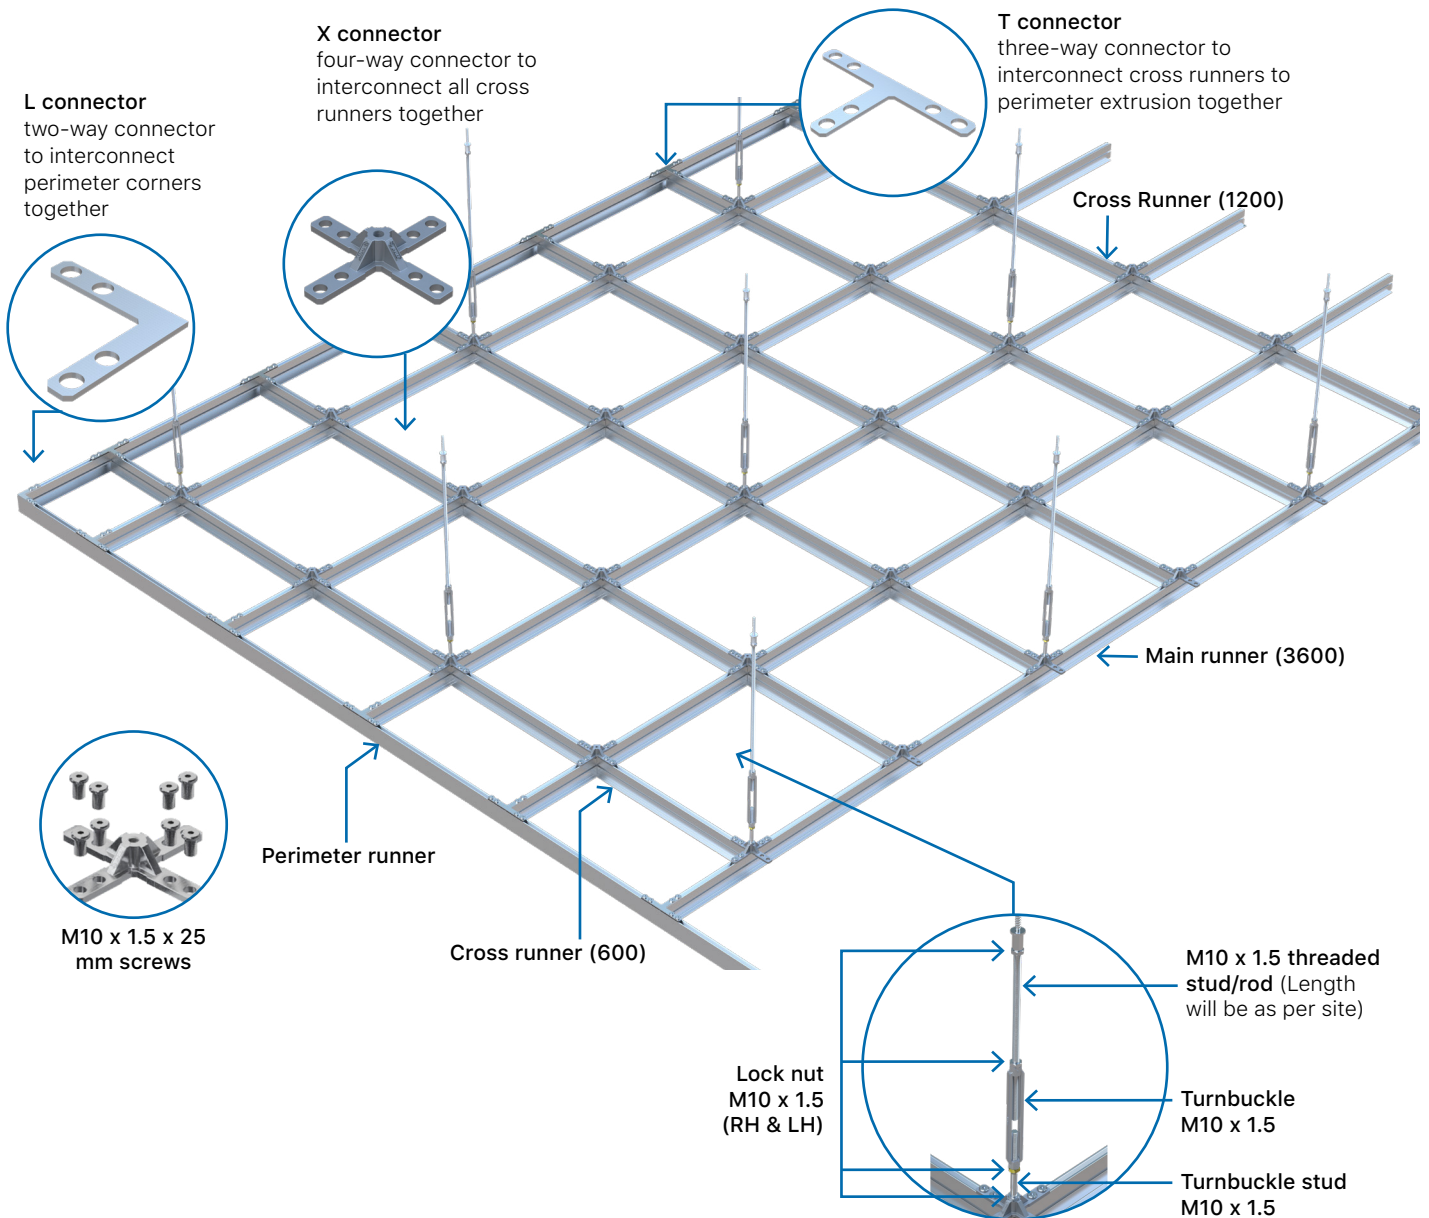 L connector
two-way connector
to interconnect
perimeter corners
together
X connector
four-way connector to
interconnect all cross
runners together
T connector
three-way connector to
interconnect cross runners to
perimeter extrusion together
Cross Runner (1200)
Main runner (3600)
Perimeter runner
Cross runner (600)
M10 x 1.5 x 25
mm screws
Lock nut
M10 x 1.5
(RH & LH)
M10 x 1.5 threaded
stud/rod (Length
will be as per site)
Turnbuckle
M10 x 1.5
Turnbuckle stud
M10 x 1.5